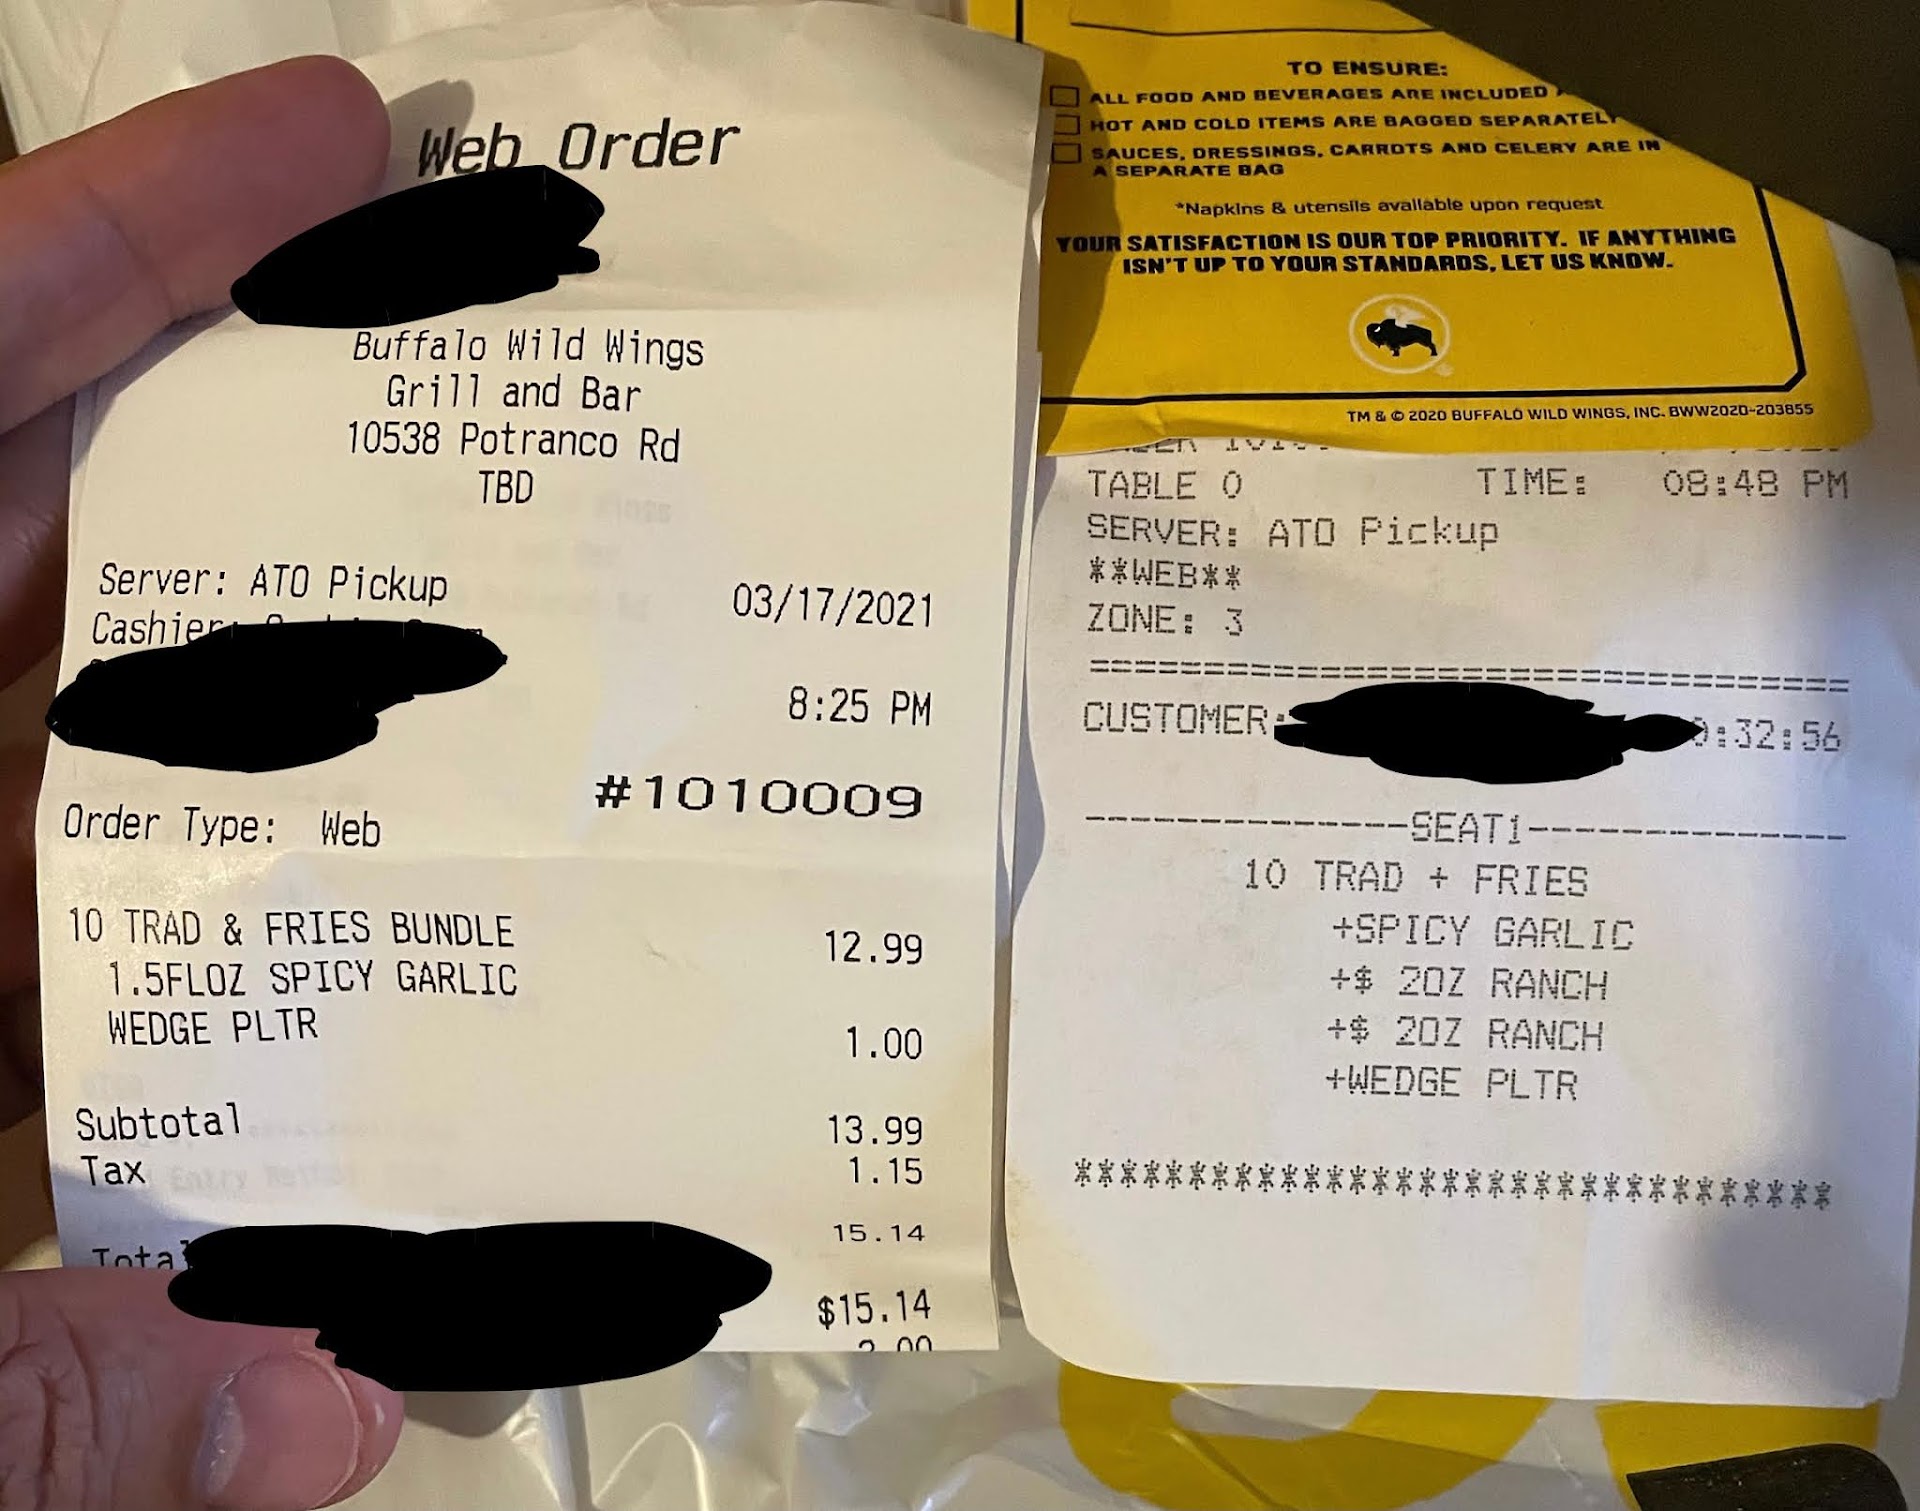 Web Order
Buffalo Wild Wings
Grill and Bar
10538 Potranco Rd
TBD
Server: ATO Pickup
03/17/2021
Cashier:
8:25 PM
#1010009
Order Type: Web
10 TRAD & FRIES BUNDLE 12.99
1.5FLOZ SPICY GARLIC
WEDGE PLTR 1.00
Subtotal 13.99
Tax 1.15
Total 15.14
$15.14
TO ENSURE:
ALL FOOD AND BEVERAGES ARE INCLUDED
HOT AND COLD ITEMS ARE BAGGED SEPARATELY
SAUCES, DRESSINGS, CARROTS AND CELERY ARE IN
A SEPARATE BAG
*Napkins & utensils available upon request
YOUR SATISFACTION IS OUR TOP PRIORITY. IF ANYTHING
ISN'T UP TO YOUR STANDARDS, LET US KNOW.
TM & © 2020 BUFFALO WILD WINGS, INC. BWW2020-203855
TABLE 0 TIME: 08:48 PM
SERVER: ATO Pickup
**WEB**
ZONE: 3
==================================
CUSTOMER: :32:56
--------------SEAT1--------------
10 TRAD + FRIES
+SPICY GARLIC
+$ 2OZ RANCH
+$ 2OZ RANCH
+WEDGE PLTR
*********************************